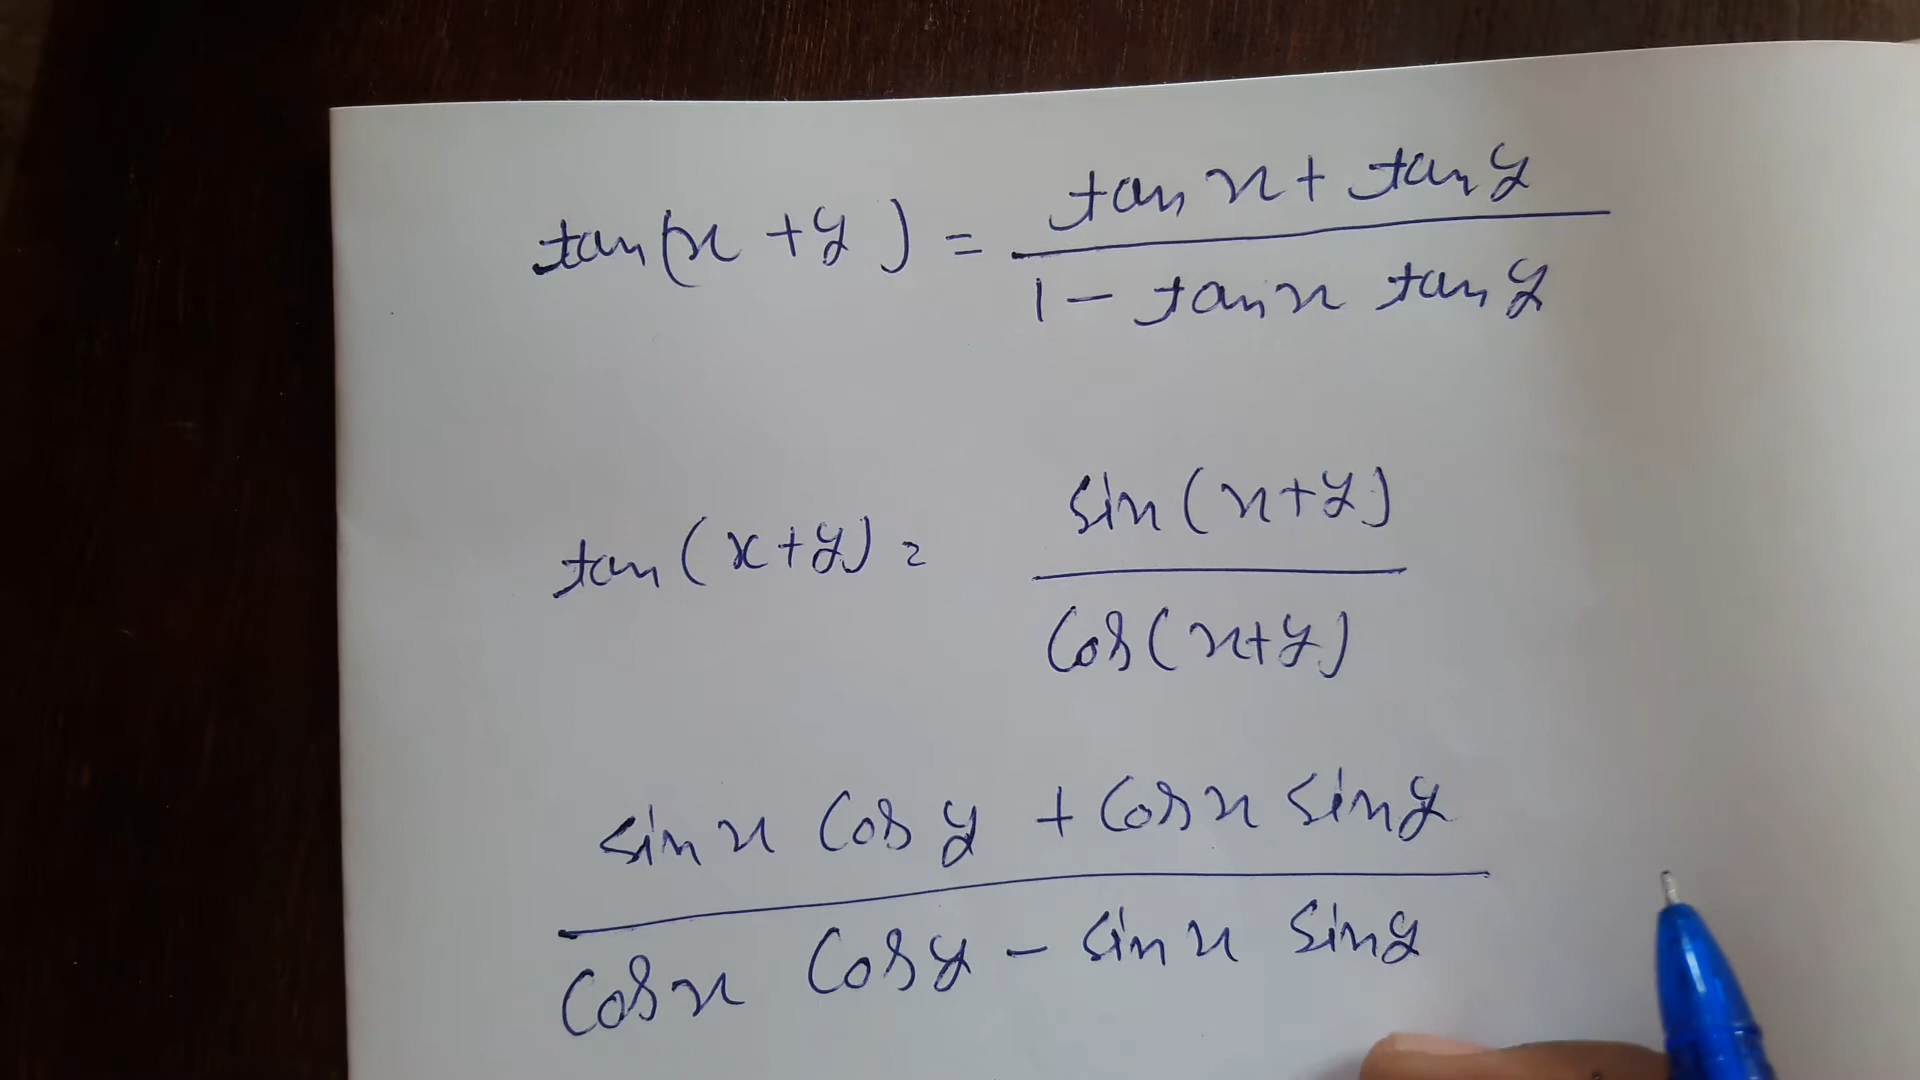 tan(x + y) = (tan x + tan y) / (1 - tan x tan y)
tan(x + y) = sin(x + y) / cos(x + y)
sin x cos y + cos x sin y
cos x cos y - sin x sin y